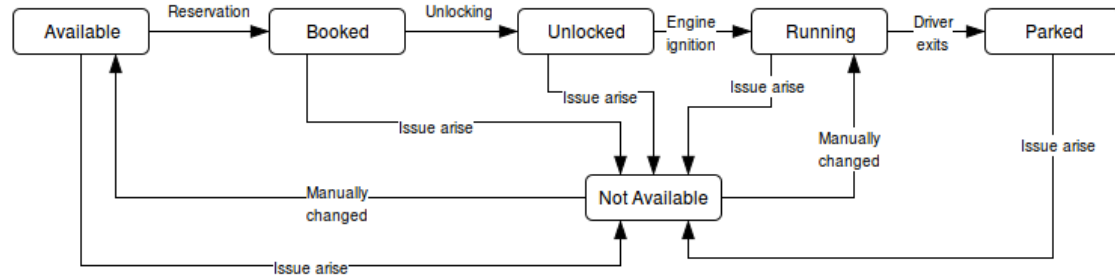 Reservation
Unlocking
Available
Booked
Unlocked
Engine
ignition
Running
Driver
exits
Parked
Issue arise
Issue arise
Issue arise
Manually
changed
Issue arise
Manually
changed
Not Available
Issue arise